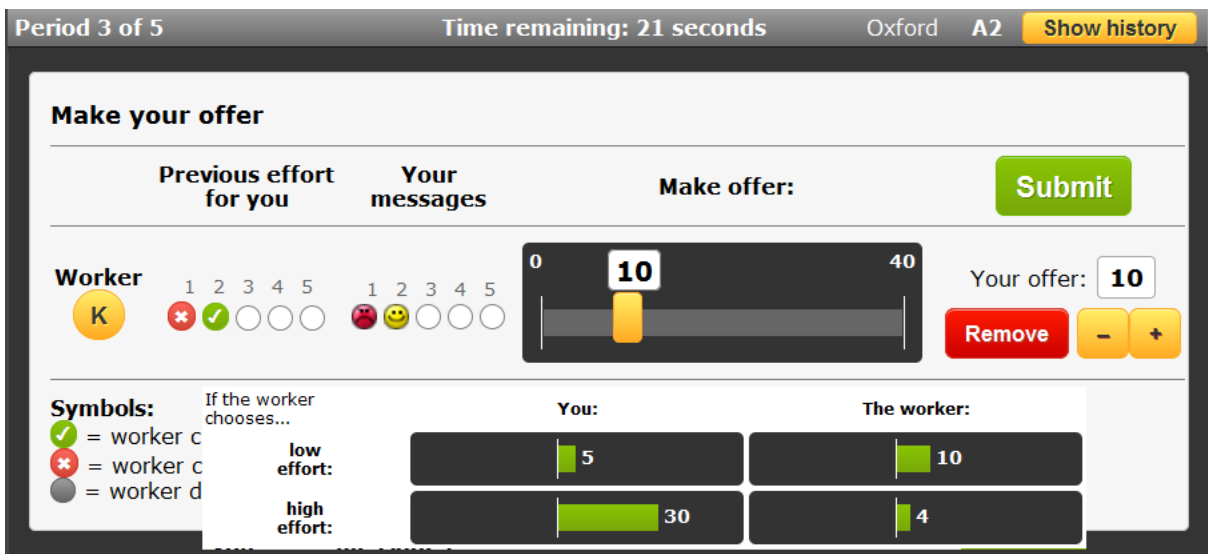 Period 3 of 5 Time remaining: 21 seconds Oxford A2 Show history
Make your offer
Previous effort for you Your messages Make offer: Submit
0 10 40
Worker 1 2 3 4 5 1 2 3 4 5 Your offer: 10
K
Remove - +
Symbols:
= worker c
= worker c
= worker d
If the worker chooses... You: The worker:
low effort: 5 10
high effort: 30 4